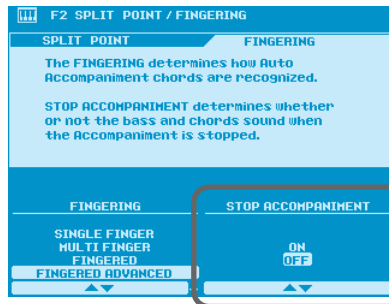 F2 SPLIT POINT / FINGERING
SPLIT POINT
FINGERING
The FINGERING determines how Auto
Accompaniment chords are recognized.
STOP ACCOMPANIMENT determines whether
or not the bass and chords sound when
the Accompaniment is stopped.
FINGERING
STOP ACCOMPANIMENT
SINGLE FINGER
MULTI FINGER
FINGERED
FINGERED ADVANCED
ON
OFF